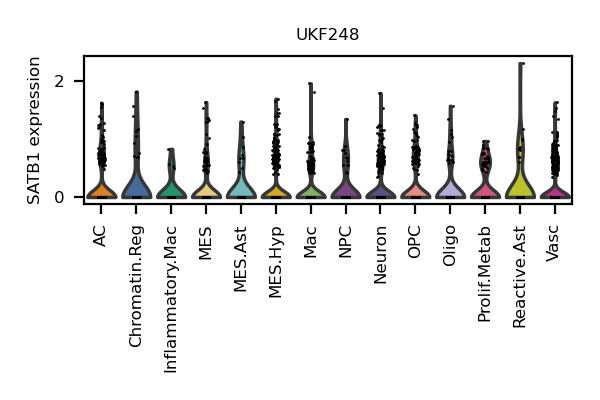 UKF248
SATB1 expression
2
0
AC
Chromatin.Reg
Inflammatory.Mac
MES
MES.Ast
MES.Hyp
Mac
NPC
Neuron
OPC
Oligo
Prolif.Metab
Reactive.Ast
Vasc